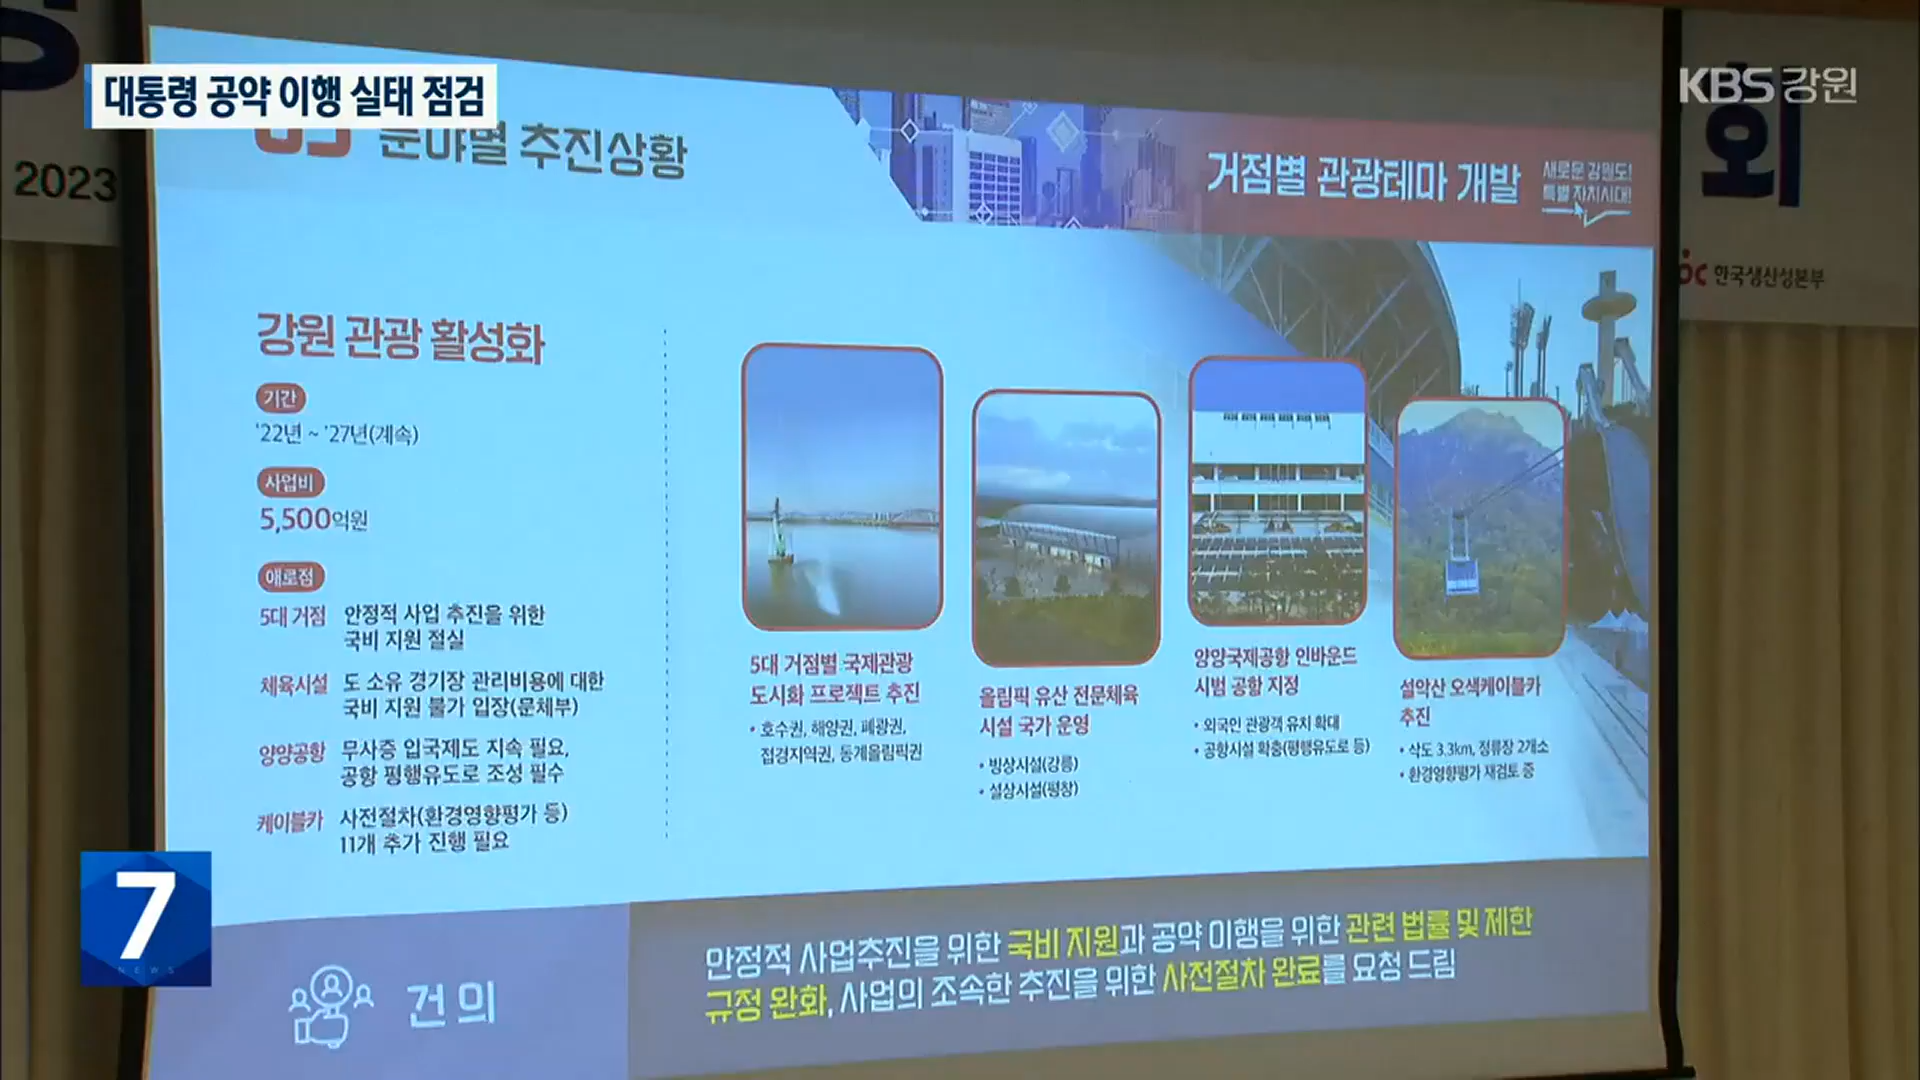 대통령 공약 이행 실태 점검
KBS 강원
2023
회
한국생산성본부
03 분야별 추진상황
거점별 관광테마 개발
새로운 강원도!
특별 자치시대!
강원 관광 활성화
기간
'22년 ~ '27년(계속)
사업비
5,500억원
애로점
5대 거점 안정적 사업 추진을 위한
국비 지원 절실
체육시설 도 소유 경기장 관리비용에 대한
국비 지원 불가 입장(문체부)
양양공항 무사증 입국제도 지속 필요,
공항 평행유도로 조성 필수
케이블카 사전절차(환경영향평가 등)
11개 추가 진행 필요
5대 거점별 국제관광
도시화 프로젝트 추진
• 호수권, 해양권, 폐광권,
접경지역권, 동계올림픽권
올림픽 유산 전문체육
시설 국가 운영
• 빙상시설(강릉)
• 설상시설(평창)
양양국제공항 인바운드
시범 공항 지정
• 외국인 관광객 유치 확대
• 공항시설 확충(평행유도로 등)
설악산 오색케이블카
추진
• 삭도 3.3km, 정류장 2개소
• 환경영향평가 재검토 중
건의
안정적 사업추진을 위한 국비 지원과 공약 이행을 위한 관련 법률 및 제한
규정 완화, 사업의 조속한 추진을 위한 사전절차 완료를 요청 드림
7
NEWS